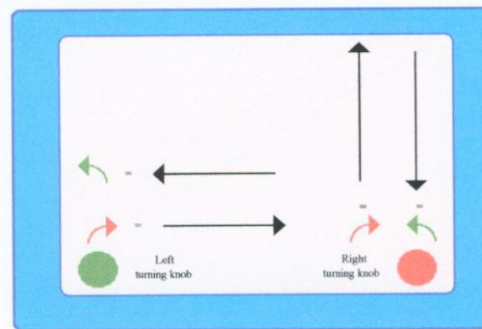 =
=
=
=
Left
turning knob
Right
turning knob